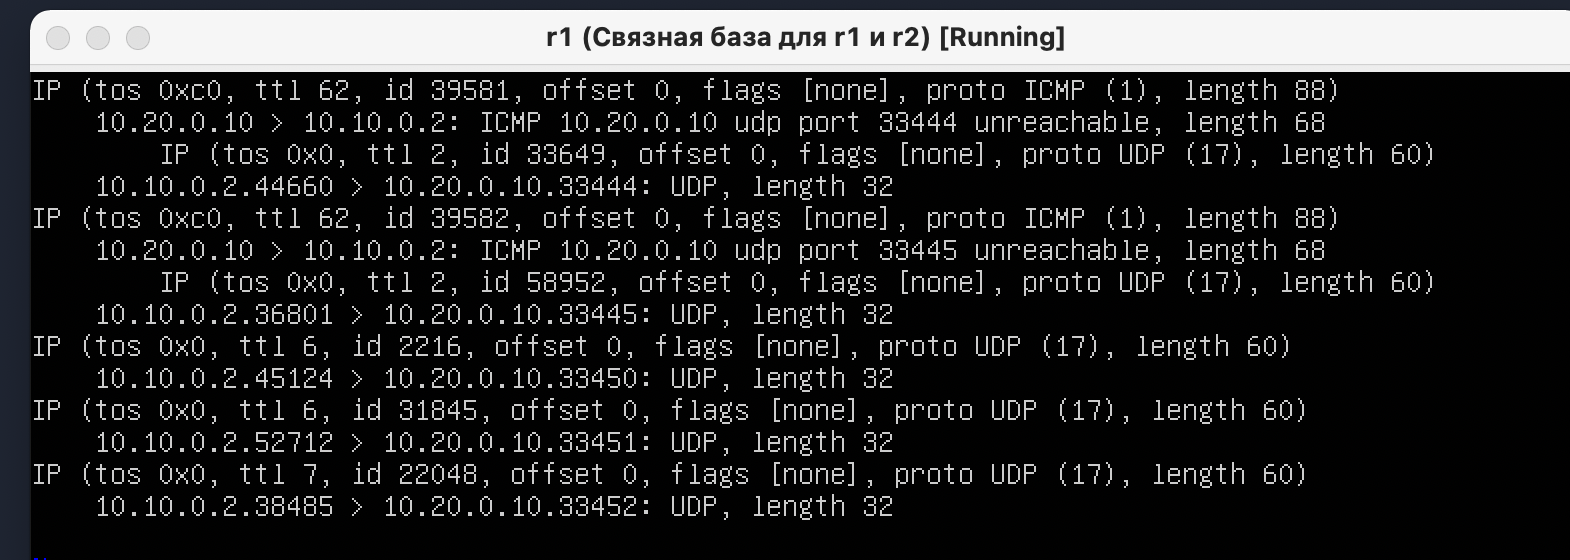 r1 (Связная база для r1 и r2) [Running]
IP (tos 0xc0, ttl 62, id 39581, offset 0, flags [none], proto ICMP (1), length 88)
10.20.0.10 > 10.10.0.2: ICMP 10.20.0.10 udp port 33444 unreachable, length 68
IP (tos 0x0, ttl 2, id 33649, offset 0, flags [none], proto UDP (17), length 60)
10.10.0.2.44660 > 10.20.0.10.33444: UDP, length 32
IP (tos 0xc0, ttl 62, id 39582, offset 0, flags [none], proto ICMP (1), length 88)
10.20.0.10 > 10.10.0.2: ICMP 10.20.0.10 udp port 33445 unreachable, length 68
IP (tos 0x0, ttl 2, id 58952, offset 0, flags [none], proto UDP (17), length 60)
10.10.0.2.36801 > 10.20.0.10.33445: UDP, length 32
IP (tos 0x0, ttl 6, id 2216, offset 0, flags [none], proto UDP (17), length 60)
10.10.0.2.45124 > 10.20.0.10.33450: UDP, length 32
IP (tos 0x0, ttl 6, id 31845, offset 0, flags [none], proto UDP (17), length 60)
10.10.0.2.52712 > 10.20.0.10.33451: UDP, length 32
IP (tos 0x0, ttl 7, id 22048, offset 0, flags [none], proto UDP (17), length 60)
10.10.0.2.38485 > 10.20.0.10.33452: UDP, length 32